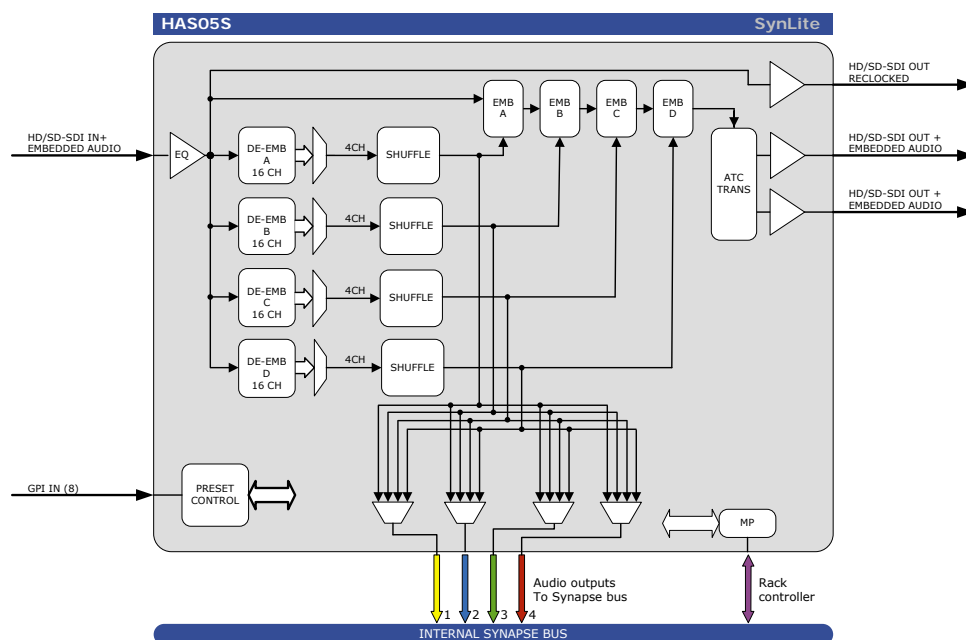 HAS05S SynLite
HD/SD-SDI OUT
RECLOCKED
EMB
A
EMB
B
EMB
C
EMB
D
HD/SD-SDI IN+
EMBEDDED AUDIO
EQ
DE-EMB
A
16 CH
4CH
SHUFFLE
ATC
TRANS
HD/SD-SDI OUT +
EMBEDDED AUDIO
HD/SD-SDI OUT +
EMBEDDED AUDIO
DE-EMB
B
16 CH
4CH
SHUFFLE
DE-EMB
C
16 CH
4CH
SHUFFLE
DE-EMB
D
16 CH
4CH
SHUFFLE
GPI IN (8)
PRESET
CONTROL
MP
1
2
3
4
Audio outputs
To Synapse bus
Rack
controller
INTERNAL SYNAPSE BUS